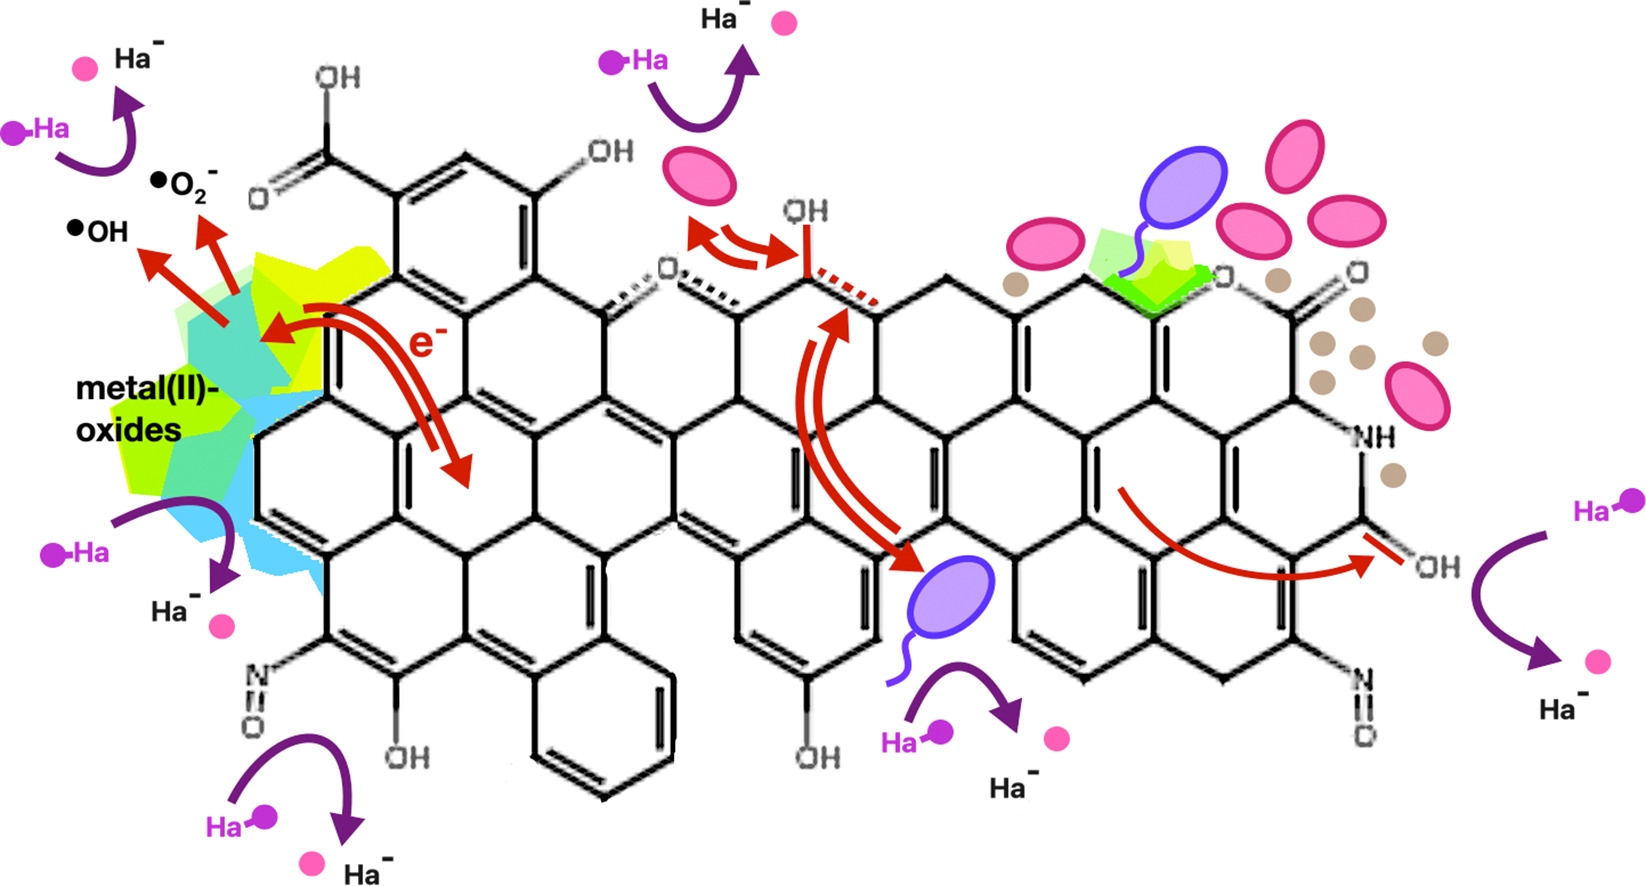 Ha-
Ha-
Ha
Ha
OH
OH
O
•O2-
•OH
OH
O
O
O
e-
metal(II)-
oxides
NH
Ha
Ha
OH
Ha-
N
O
N
O
Ha-
Ha
OH
OH
Ha-
Ha
Ha-